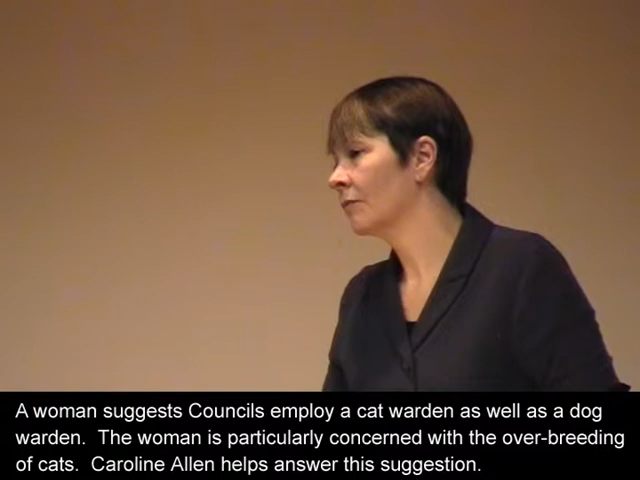 A woman suggests Councils employ a cat warden as well as a dog
warden.  The woman is particularly concerned with the over-breeding
of cats.  Caroline Allen helps answer this suggestion.